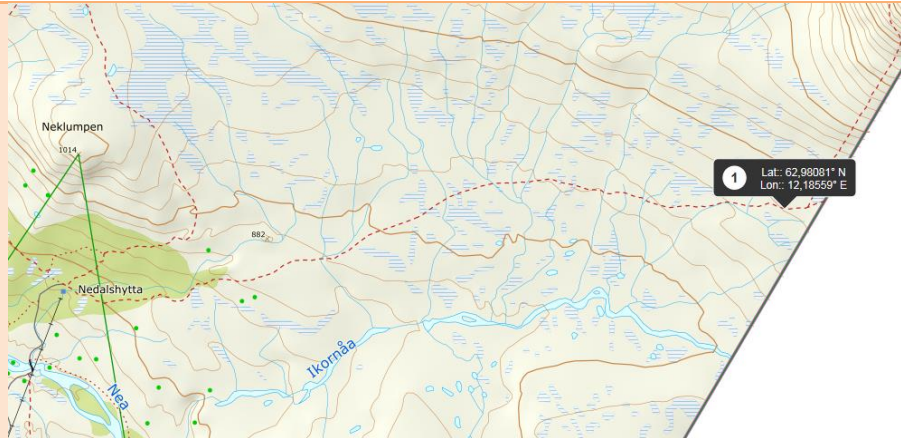 Neklumpen
1014
1
Lat:: 62,98081° N
Lon:: 12,18559° E
882
Nedalshytta
Ikornåa
Nea